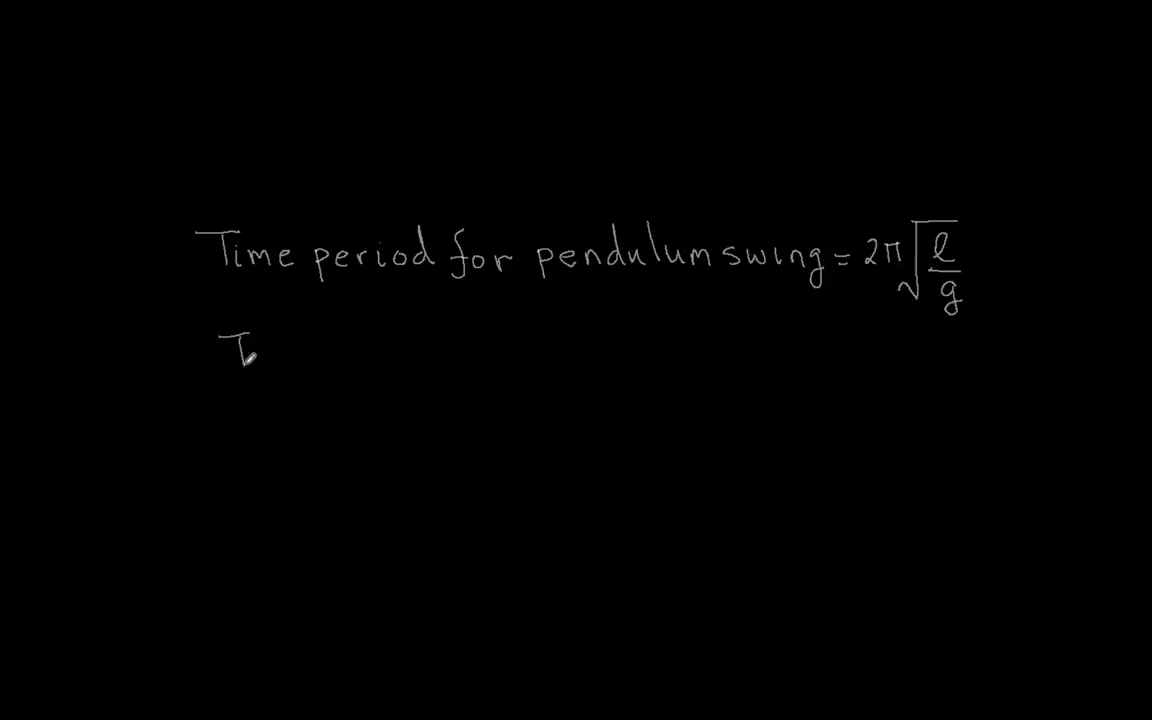 Time period for pendulum swing = 2π√(l/g)
T